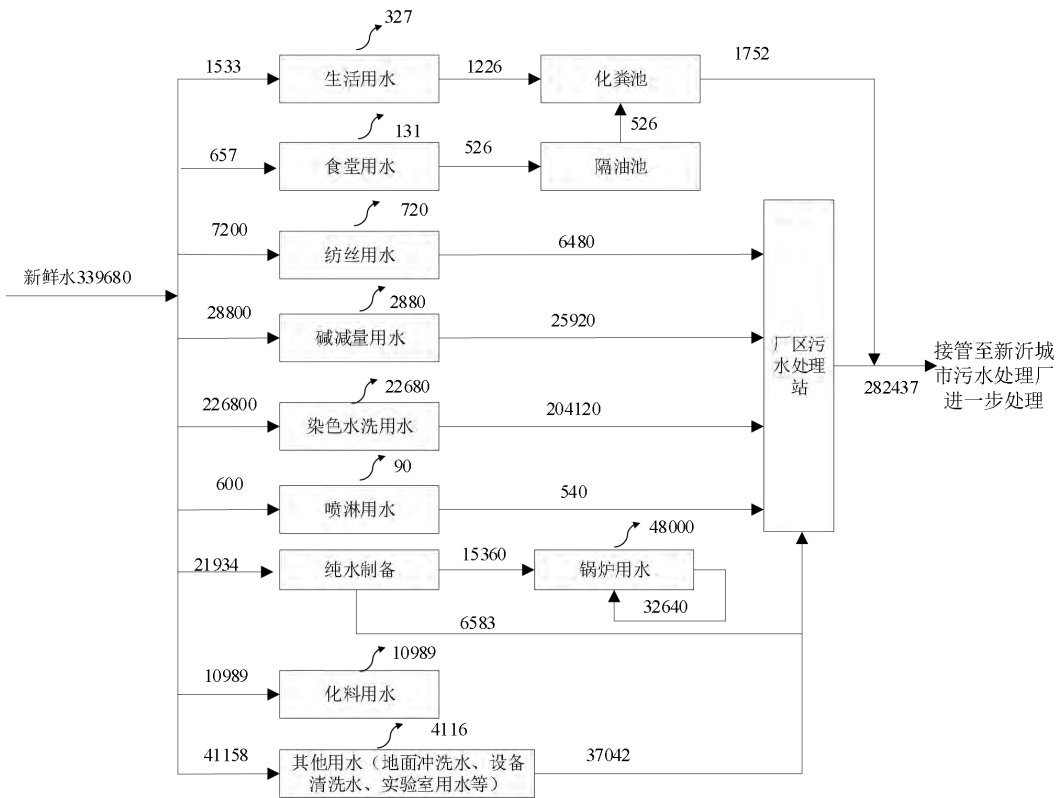 327
1533
生活用水
1226
化粪池
1752
131
526
657
食堂用水
526
隔油池
720
7200
纺丝用水
6480
新鲜水339680
2880
28800
碱减量用水
25920
厂区污
水处理
站
接管至新沂城
市污水处理厂
进一步处理
282437
22680
226800
染色水洗用水
204120
90
600
喷淋用水
540
48000
21934
纯水制备
15360
锅炉用水
32640
6583
10989
10989
化料用水
4116
41158
其他用水（地面冲洗水、设备
清洗水、实验室用水等）
37042